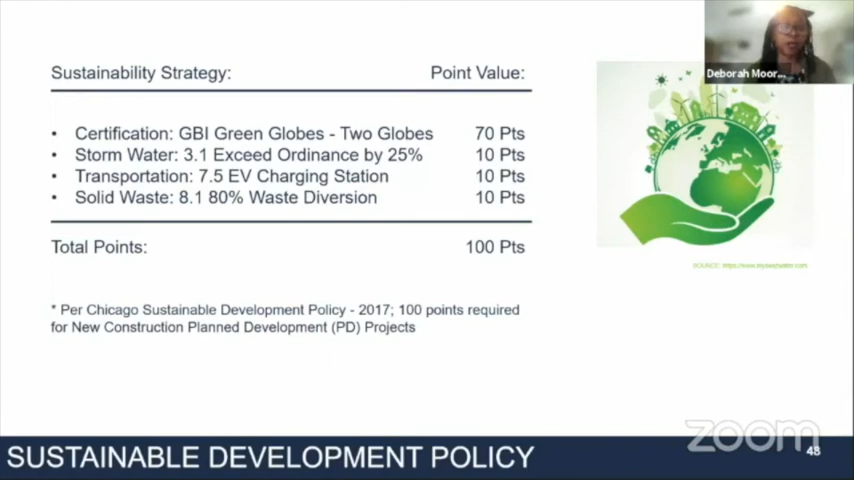 Deborah Moor...
Sustainability Strategy: Point Value:
• Certification: GBI Green Globes - Two Globes 70 Pts
• Storm Water: 3.1 Exceed Ordinance by 25% 10 Pts
• Transportation: 7.5 EV Charging Station 10 Pts
• Solid Waste: 8.1 80% Waste Diversion 10 Pts
Total Points: 100 Pts
SOURCE:
* Per Chicago Sustainable Development Policy - 2017; 100 points required
for New Construction Planned Development (PD) Projects
zoom
SUSTAINABLE DEVELOPMENT POLICY 48